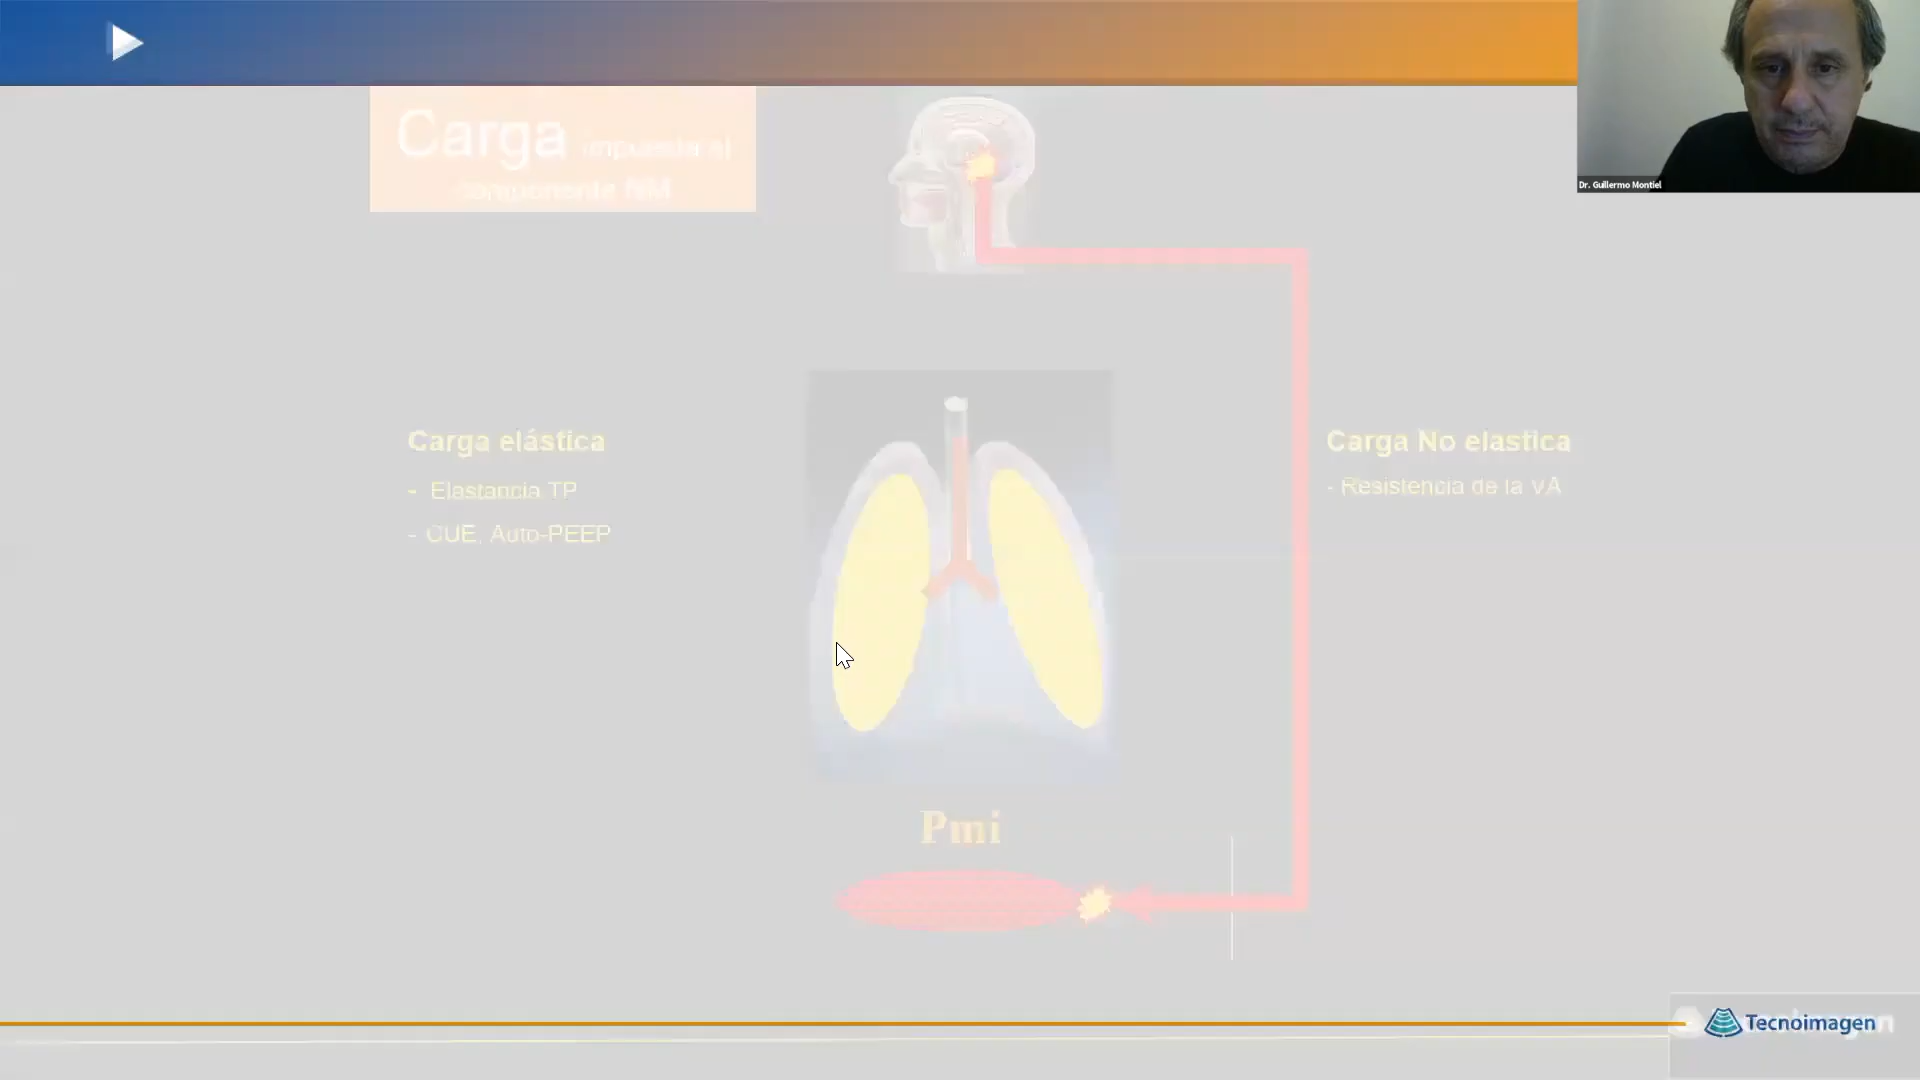 Carga impuesta al
componente NM
Dr. Guillermo Montiel
Carga elástica
- Elastancia TP
- CUE, Auto-PEEP
Carga No elastica
- Resistencia de la VA
Pmi
Tecnoimagen